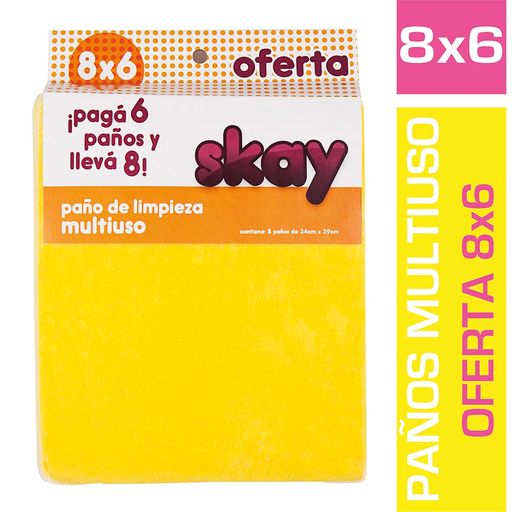 8x6
oferta
¡pagá 6
paños y
llevá 8!
skay
paño de limpieza
multiuso
contiene: 8 paños de 34cm x 39cm
8x6
PAÑOS MULTIUSO
OFERTA 8x6